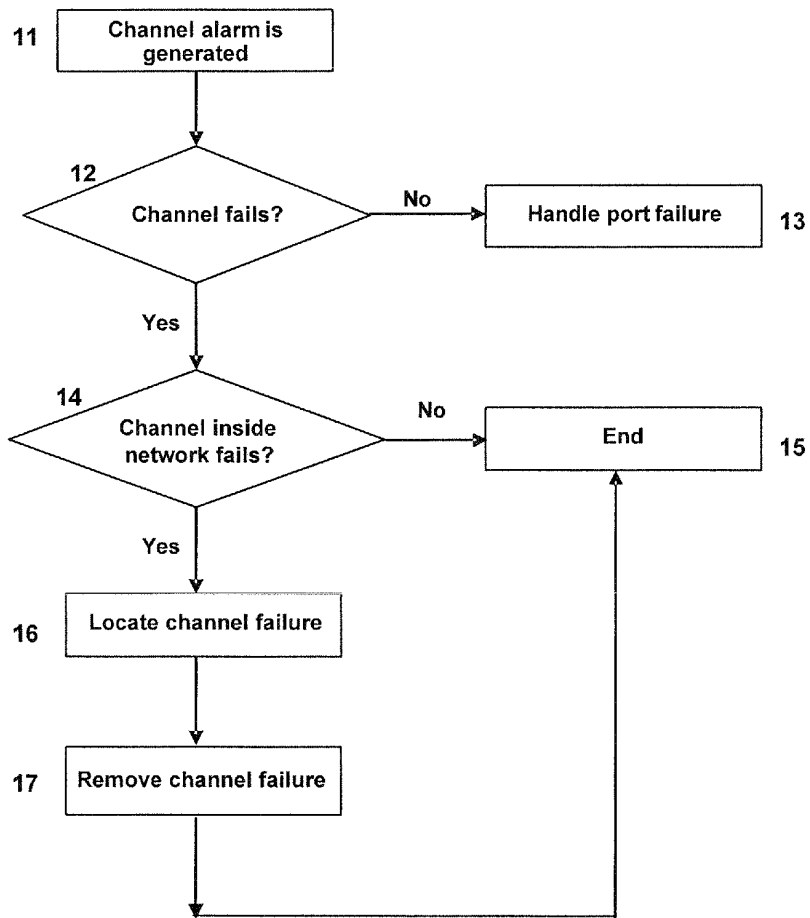 11
Channel alarm is
generated
12
Channel fails?
No
Handle port failure
13
Yes
14
Channel inside
network fails?
No
End
15
Yes
16
Locate channel failure
17
Remove channel failure